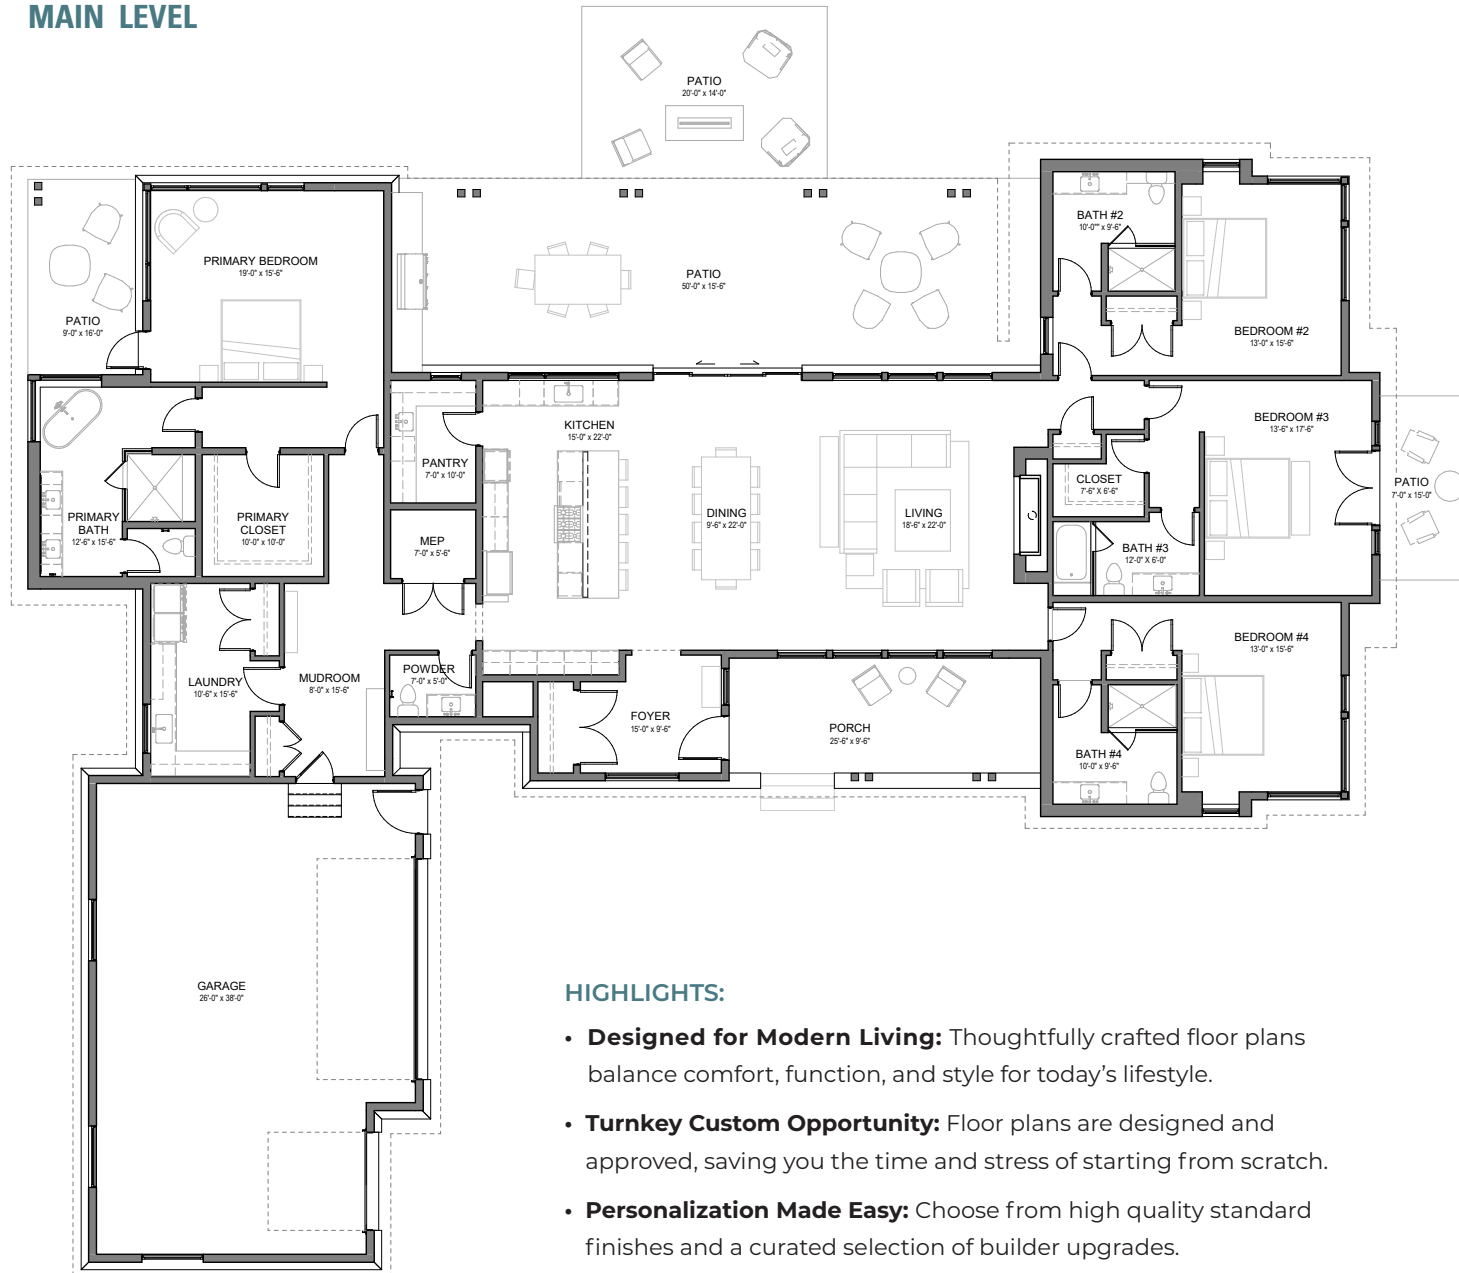 MAIN LEVEL
PATIO
20'-0" x 14'-0"
PRIMARY BEDROOM
19'-0" x 15'-6"
PATIO
9'-0" x 16'-0"
PATIO
50'-0" x 15'-6"
BATH #2
10'-0"" x 9'-6"
BEDROOM #2
13'-0" x 15'-6"
KITCHEN
15'-0" x 22'-0"
PANTRY
7'-0" x 10'-0"
BEDROOM #3
13'-6" x 17'-6"
CLOSET
7'-6" X 6'-6"
PATIO
7'-0" x 15'-0"
PRIMARY
BATH
12'-6" x 15'-6"
PRIMARY
CLOSET
10'-0" x 10'-0"
MEP
7'-0" x 5'-6"
DINING
9'-6" x 22'-0"
LIVING
18'-6" x 22'-0"
BATH #3
12'-0" X 6'-0"
BEDROOM #4
13'-0" x 15'-6"
LAUNDRY
10'-6" x 15'-6"
MUDROOM
8'-0" x 15'-6"
POWDER
7'-0" x 5'-0"
FOYER
15'-0" x 9'-6"
PORCH
25'-6" x 9'-6"
BATH #4
10'-0" x 9'-6"
GARAGE
26'-0" x 38'-0"
HIGHLIGHTS:
• Designed for Modern Living: Thoughtfully crafted floor plans
balance comfort, function, and style for today's lifestyle.
• Turnkey Custom Opportunity: Floor plans are designed and
approved, saving you the time and stress of starting from scratch.
• Personalization Made Easy: Choose from high quality standard
finishes and a curated selection of builder upgrades.